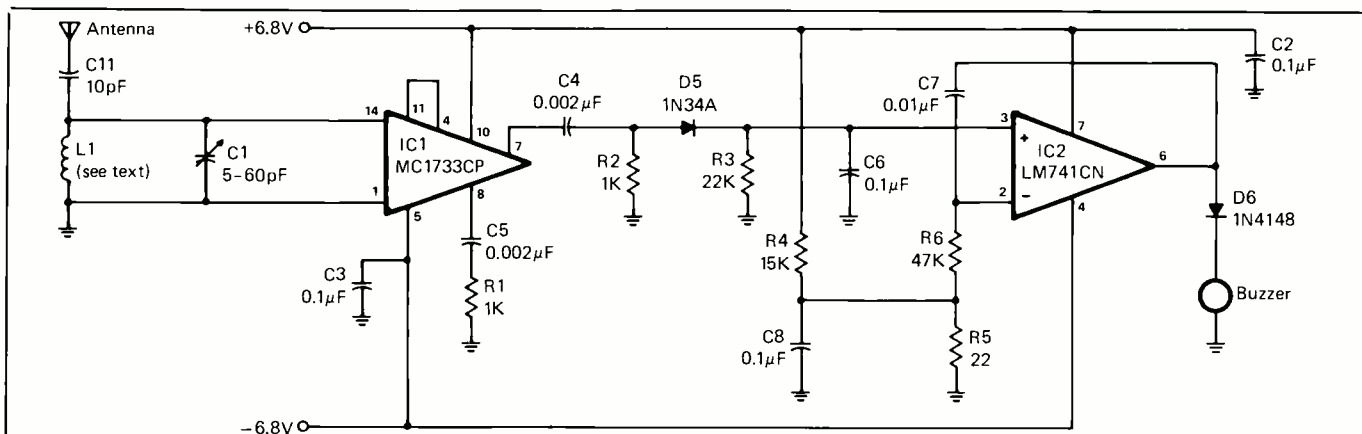 Antenna
C11
10pF
L1
(see text)
C1
5-60pF
14
1
11
4
IC1
MC1733CP
10
7
8
5
C3
0.1µF
C5
0.002µF
R1
1K
+6.8V
-6.8V
C4
0.002µF
R2
1K
D5
1N34A
R3
22K
C6
0.1µF
R4
15K
C8
0.1µF
C7
0.01µF
R6
47K
R5
22
3
+
2
−
IC2
LM741CN
7
6
4
C2
0.1µF
D6
1N4148
Buzzer